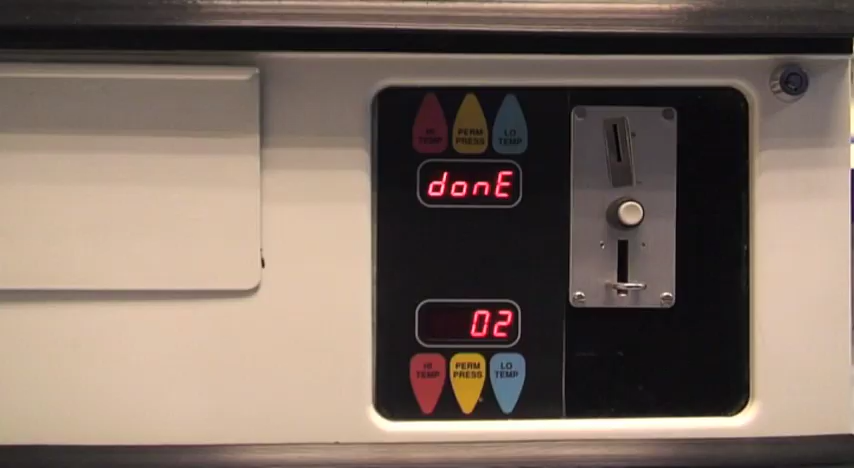 HI TEMP
PERM PRESS
LO TEMP
donE
02
HI TEMP
PERM PRESS
LO TEMP